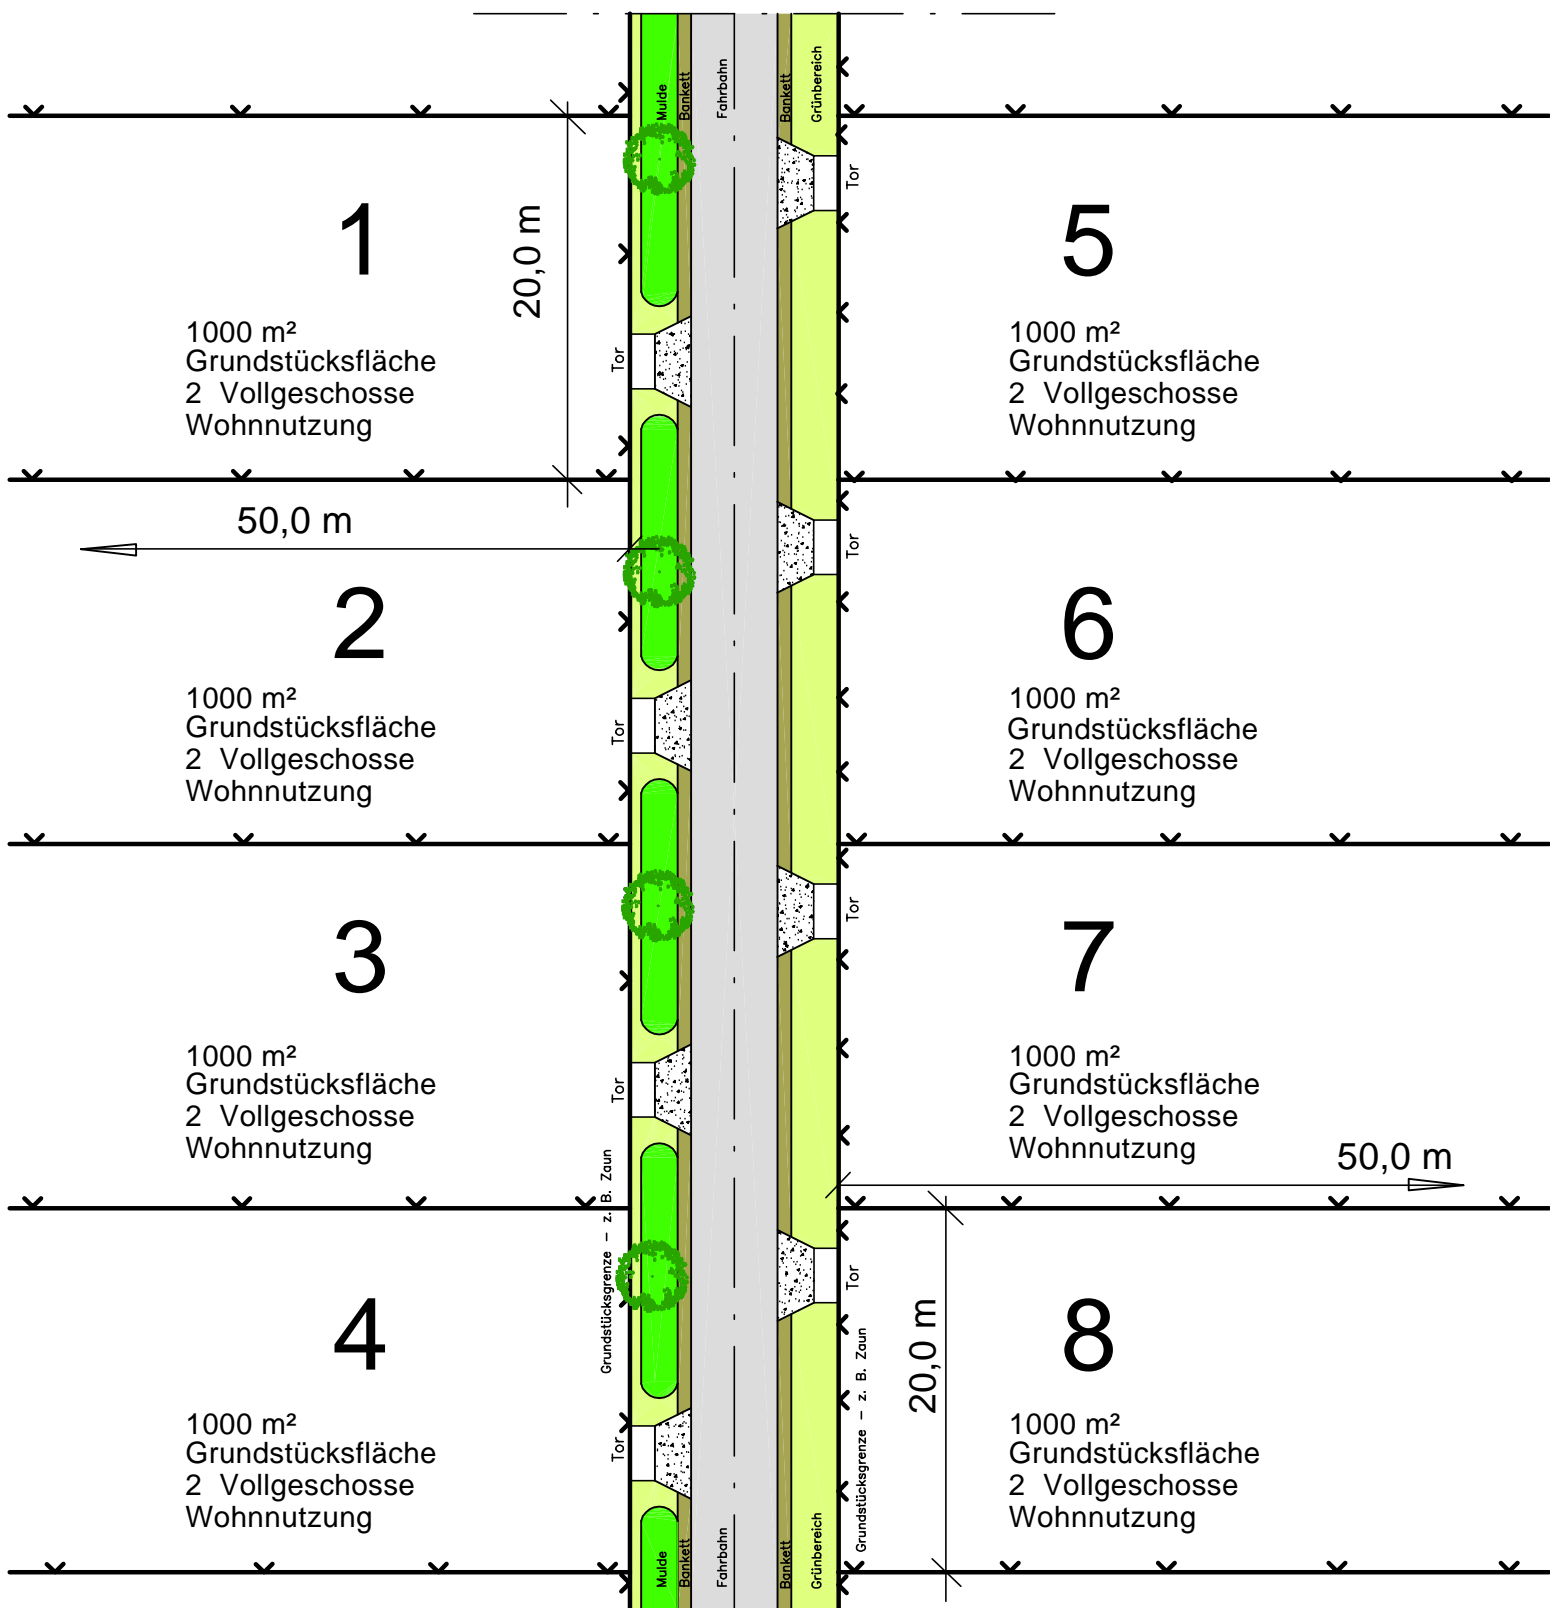 Mulde
Bankett
Fahrbahn
Bankett
Grünbereich
1
1000 m²
Grundstücksfläche
2 Vollgeschosse
Wohnnutzung
20,0 m
Tor
Tor
5
1000 m²
Grundstücksfläche
2 Vollgeschosse
Wohnnutzung
50,0 m
2
1000 m²
Grundstücksfläche
2 Vollgeschosse
Wohnnutzung
Tor
Tor
6
1000 m²
Grundstücksfläche
2 Vollgeschosse
Wohnnutzung
3
1000 m²
Grundstücksfläche
2 Vollgeschosse
Wohnnutzung
Tor
Tor
7
1000 m²
Grundstücksfläche
2 Vollgeschosse
Wohnnutzung
50,0 m
4
1000 m²
Grundstücksfläche
2 Vollgeschosse
Wohnnutzung
Grundstücksgrenze – z. B. Zaun
Tor
Tor
Grundstücksgrenze – z. B. Zaun
20,0 m
8
1000 m²
Grundstücksfläche
2 Vollgeschosse
Wohnnutzung
Mulde
Bankett
Fahrbahn
Bankett
Grünbereich